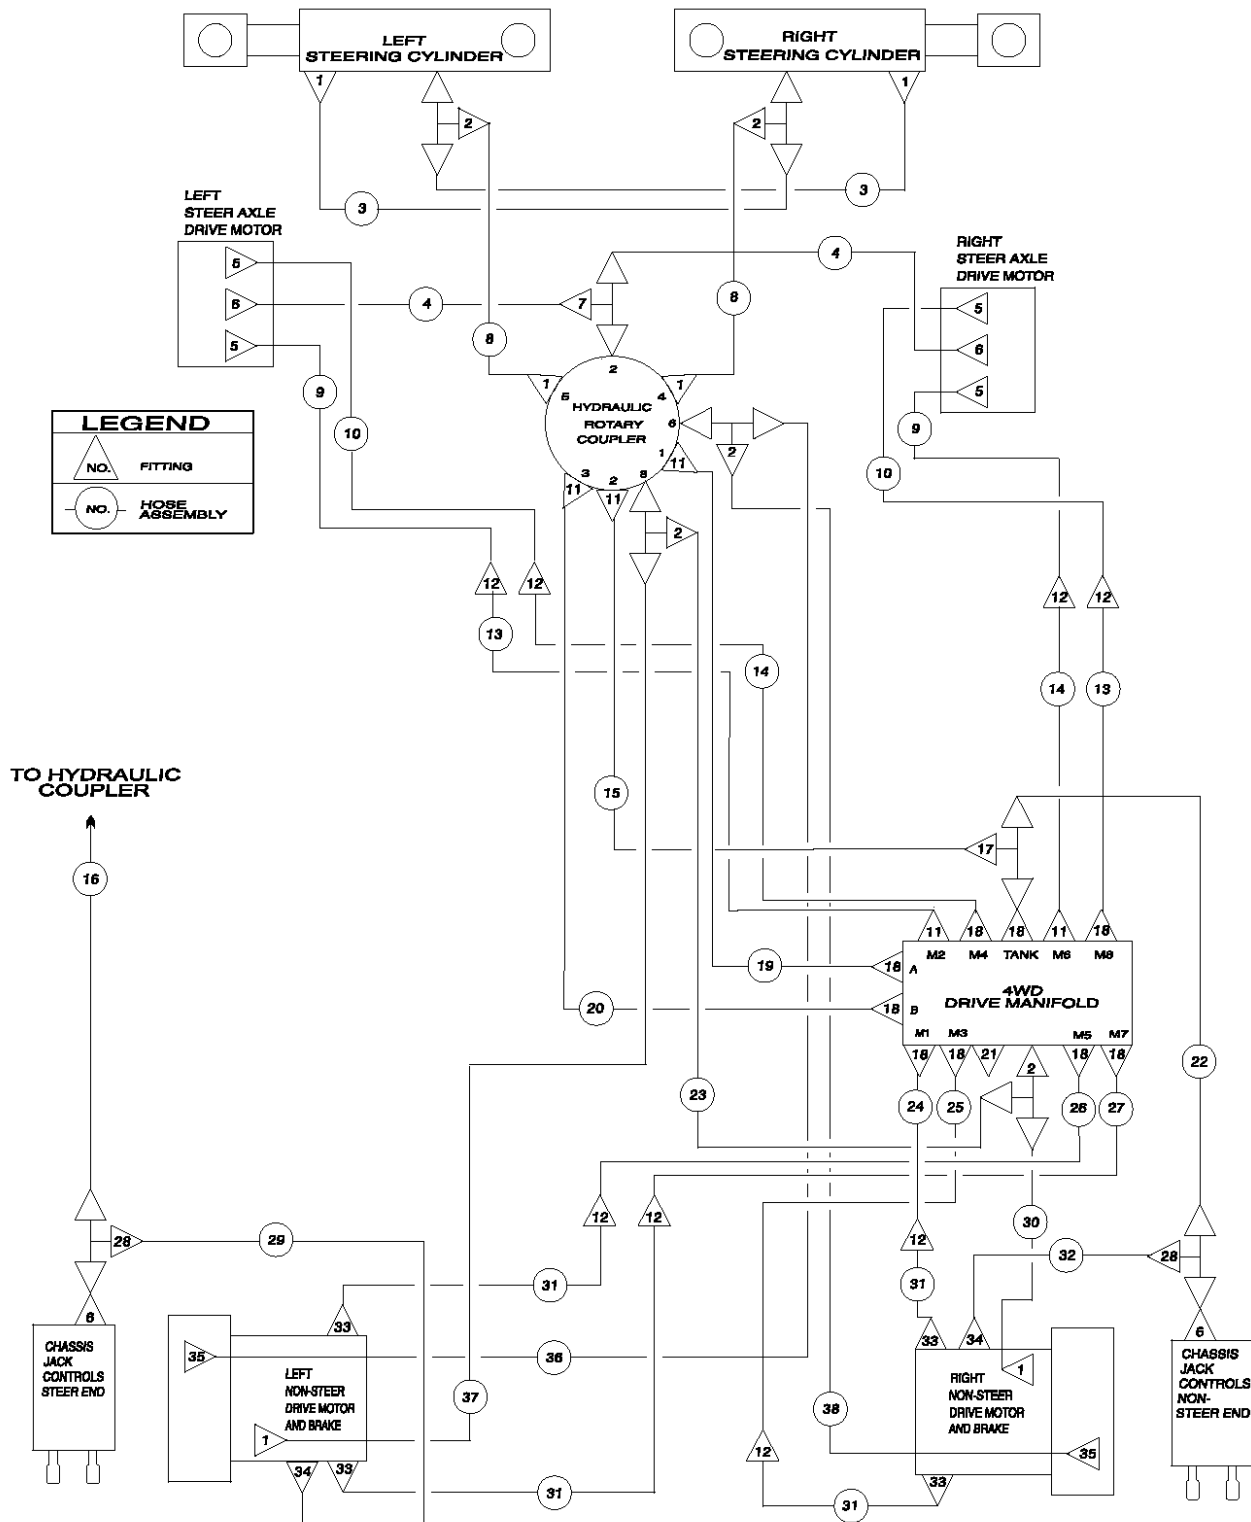 LEFT
STEERING CYLINDER
RIGHT
STEERING CYLINDER
1
1
2
2
3
3
LEFT
STEER AXLE
DRIVE MOTOR
RIGHT
STEER AXLE
DRIVE MOTOR
5
6
5
4
7
4
8
8
5
6
5
9
10
9
10
1
2
1
5
4
HYDRAULIC
ROTARY
COUPLER
6
1
3
2
8
11
11
11
2
2
LEGEND
NO. FITTING
NO. HOSE
ASSEMBLY
12
12
12
12
13
14
14
13
TO HYDRAULIC
COUPLER
15
16
17
11
18
18
11
18
M2
M4
TANK
M6
M8
19
18
A
4WD
DRIVE MANIFOLD
20
18
B
M1
M3
M5
M7
18
18
21
2
18
18
22
23
24
25
26
27
12
12
12
28
29
30
32
28
31
31
6
33
33
34
6
CHASSIS
JACK
CONTROLS
STEER END
35
36
LEFT
NON-STEER
DRIVE MOTOR
AND BRAKE
1
37
38
RIGHT
NON-STEER
DRIVE MOTOR
AND BRAKE
1
35
CHASSIS
JACK
CONTROLS
NON-
STEER END
12
34
33
31
31
33